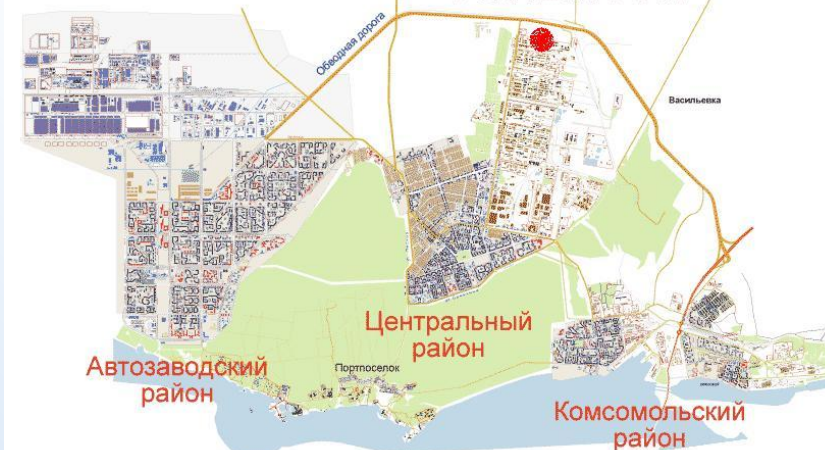 Обводная дорога
Васильевка
Центральный
район
Автозаводский
район
Портпоселок
Комсомольский
район